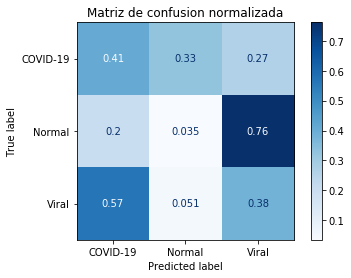 Matriz de confusion normalizada
True label
COVID-19 0.41 0.33 0.27
Normal 0.2 0.035 0.76
Viral 0.57 0.051 0.38
COVID-19 Normal Viral
Predicted label
0.7
0.6
0.5
0.4
0.3
0.2
0.1